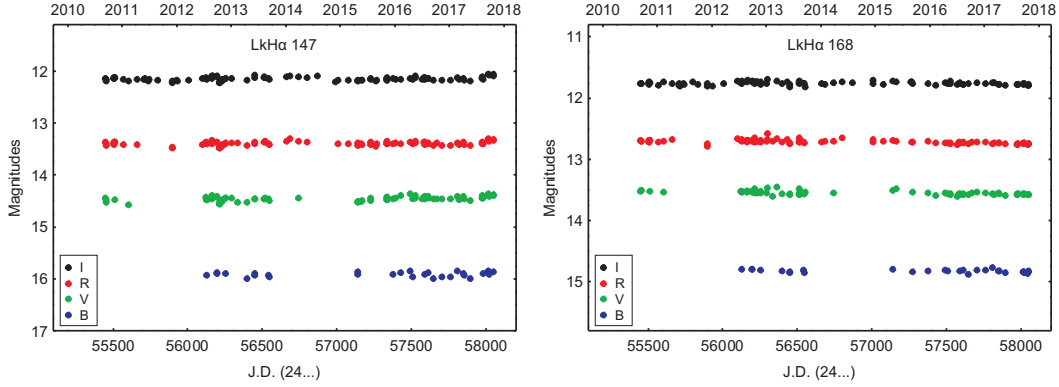 2010 2011 2012 2013 2014 2015 2016 2017 2018
LkHα 147
12
13
14
15
16
17
Magnitudes
I
R
V
B
55500 56000 56500 57000 57500 58000
J.D. (24...)
2010 2011 2012 2013 2014 2015 2016 2017 2018
LkHα 168
11
12
13
14
15
Magnitudes
I
R
V
B
55500 56000 56500 57000 57500 58000
J.D. (24...)